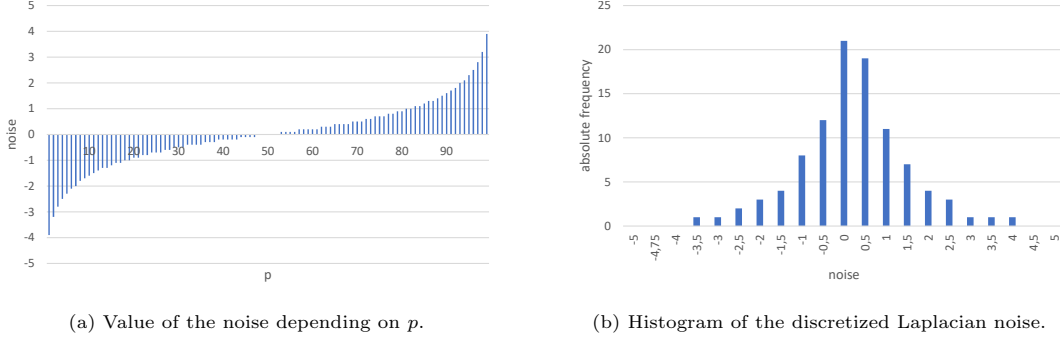 5
4
3
2
1
0
-1
-2
-3
-4
-5
noise
10 20 30 40 50 60 70 80 90
p
(a) Value of the noise depending on p.
25
20
15
10
5
0
absolute frequency
-5 -4,75 -4 -3,5 -3 -2,5 -2 -1,5 -1 -0,5 0 0,5 1 1,5 2 2,5 3 3,5 4 4,5 5
noise
(b) Histogram of the discretized Laplacian noise.